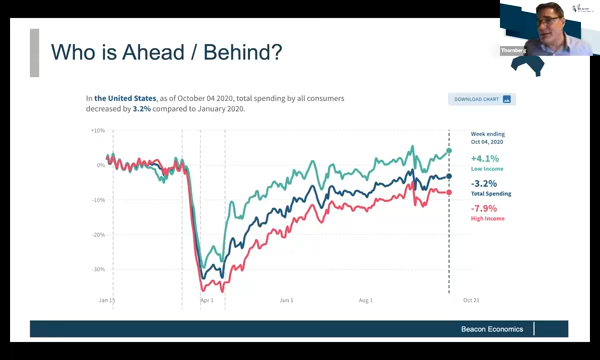 Who is Ahead / Behind?
Thornberg
In the United States, as of October 04 2020, total spending by all consumers
decreased by 3.2% compared to January 2020.
DOWNLOAD CHART
+10%
0%
-10%
-20%
-30%
Jan 15
Apr 1
Jun 1
Aug 1
Oct 21
Week ending
Oct 04, 2020
+4.1%
Low Income
-3.2%
Total Spending
-7.9%
High Income
Beacon Economics